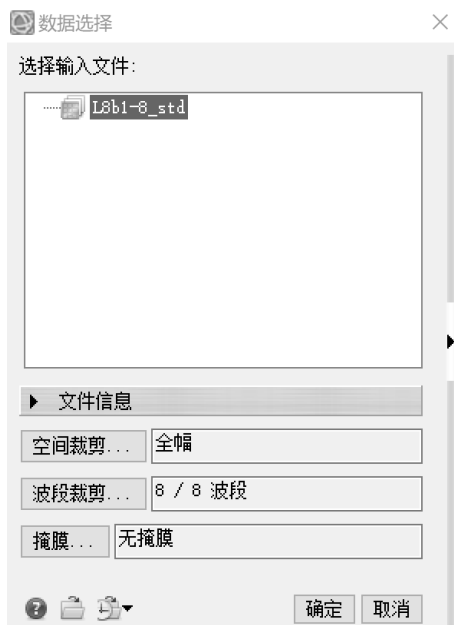 数据选择
选择输入文件:
L8b1-8_std
文件信息
空间裁剪... 全幅
波段裁剪... 8 / 8 波段
掩膜... 无掩膜
确定 取消